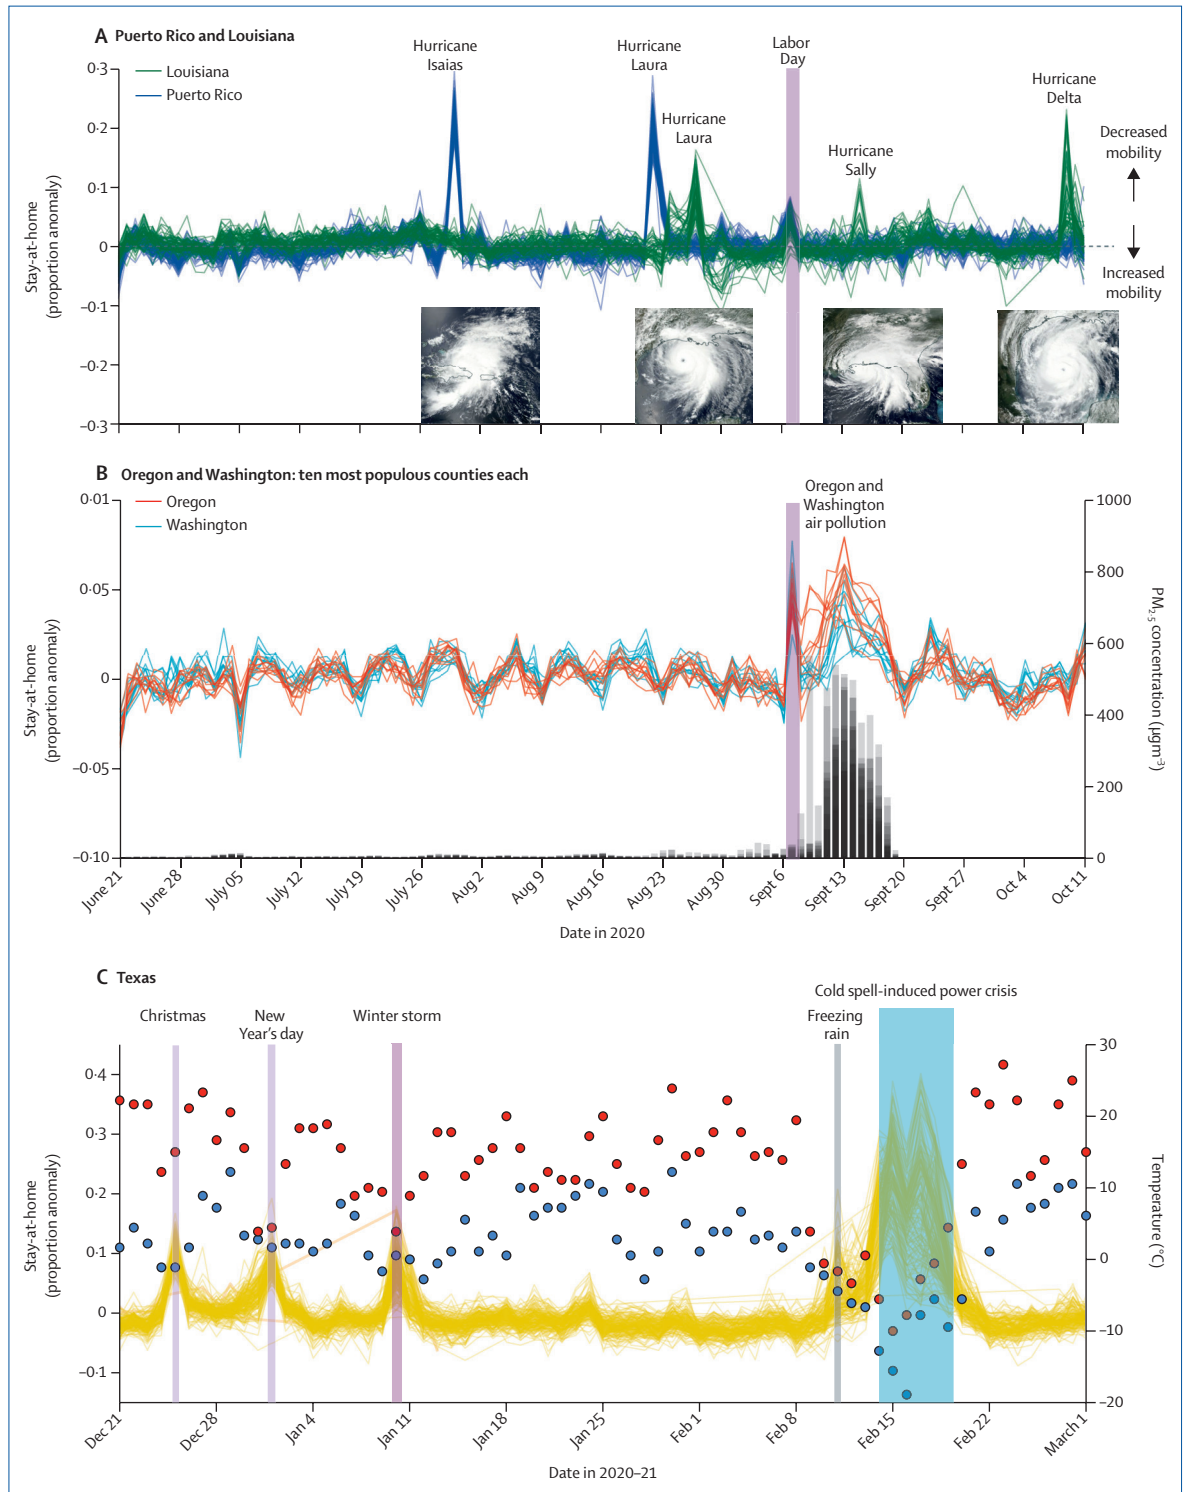 A Puerto Rico and Louisiana
Louisiana
Puerto Rico
Hurricane
Isaias
Hurricane
Laura
Hurricane
Laura
Labor
Day
Hurricane
Sally
Hurricane
Delta
Decreased
mobility
Increased
mobility
Stay-at-home
(proportion anomaly)
0·3
0·2
0·1
0
–0·1
–0·2
–0·3
B Oregon and Washington: ten most populous counties each
Oregon
Washington
Oregon and
Washington
air pollution
Stay-at-home
(proportion anomaly)
0·01
0·05
0
–0·05
–0·10
1000
800
600
400
200
0
PM2·5 concentration (µgm-3)
June 21
June 28
July 05
July 12
July 19
July 26
Aug 2
Aug 9
Aug 16
Aug 23
Aug 30
Sept 6
Sept 13
Sept 20
Sept 27
Oct 4
Oct 11
Date in 2020
C Texas
Christmas
New
Year's day
Winter storm
Freezing
rain
Cold spell-induced power crisis
Stay-at-home
(proportion anomaly)
0·4
0·3
0·2
0·1
0
–0·1
30
20
10
0
–10
–20
Temperature (°C)
Dec 21
Dec 28
Jan 4
Jan 11
Jan 18
Jan 25
Feb 1
Feb 8
Feb 15
Feb 22
March 1
Date in 2020–21